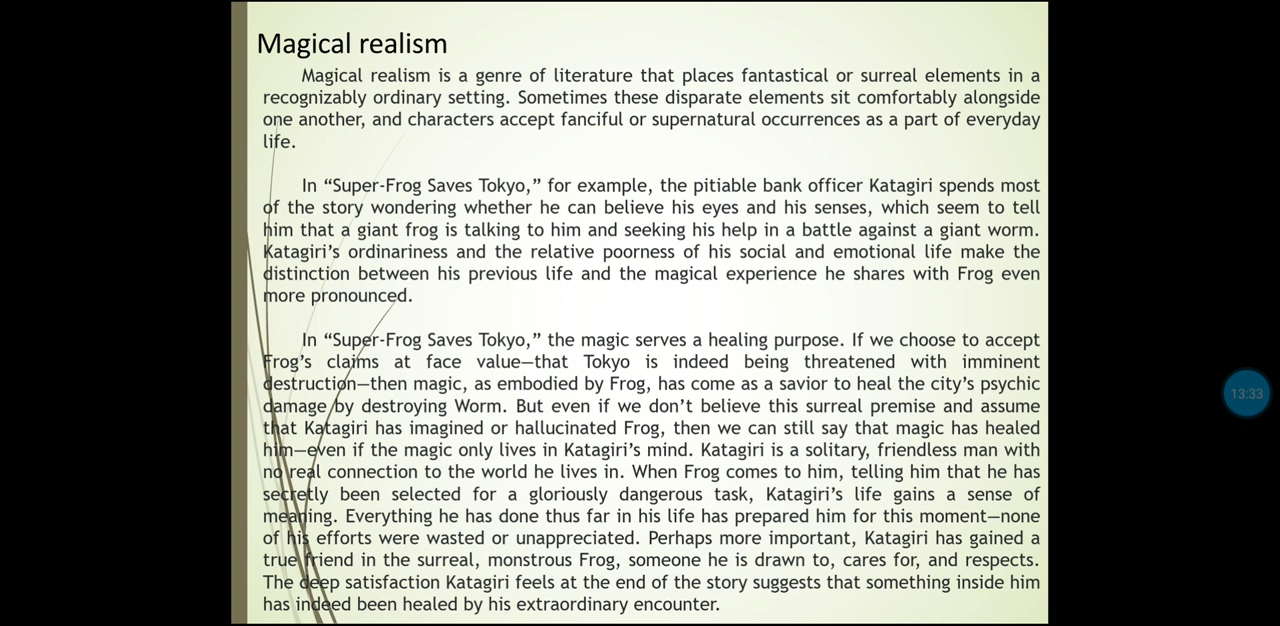 Magical realism
Magical realism is a genre of literature that places fantastical or surreal elements in a
recognizably ordinary setting. Sometimes these disparate elements sit comfortably alongside
one another, and characters accept fanciful or supernatural occurrences as a part of everyday
life.
In “Super-Frog Saves Tokyo,” for example, the pitiable bank officer Katagiri spends most
of the story wondering whether he can believe his eyes and his senses, which seem to tell
him that a giant frog is talking to him and seeking his help in a battle against a giant worm.
Katagiri’s ordinariness and the relative poorness of his social and emotional life make the
distinction between his previous life and the magical experience he shares with Frog even
more pronounced.
In “Super-Frog Saves Tokyo,” the magic serves a healing purpose. If we choose to accept
Frog’s claims at face value—that Tokyo is indeed being threatened with imminent
destruction—then magic, as embodied by Frog, has come as a savior to heal the city’s psychic
damage by destroying Worm. But even if we don’t believe this surreal premise and assume
that Katagiri has imagined or hallucinated Frog, then we can still say that magic has healed
him—even if the magic only lives in Katagiri’s mind. Katagiri is a solitary, friendless man with
no real connection to the world he lives in. When Frog comes to him, telling him that he has
secretly been selected for a gloriously dangerous task, Katagiri’s life gains a sense of
meaning. Everything he has done thus far in his life has prepared him for this moment—none
of his efforts were wasted or unappreciated. Perhaps more important, Katagiri has gained a
true friend in the surreal, monstrous Frog, someone he is drawn to, cares for, and respects.
The deep satisfaction Katagiri feels at the end of the story suggests that something inside him
has indeed been healed by his extraordinary encounter.
13:33